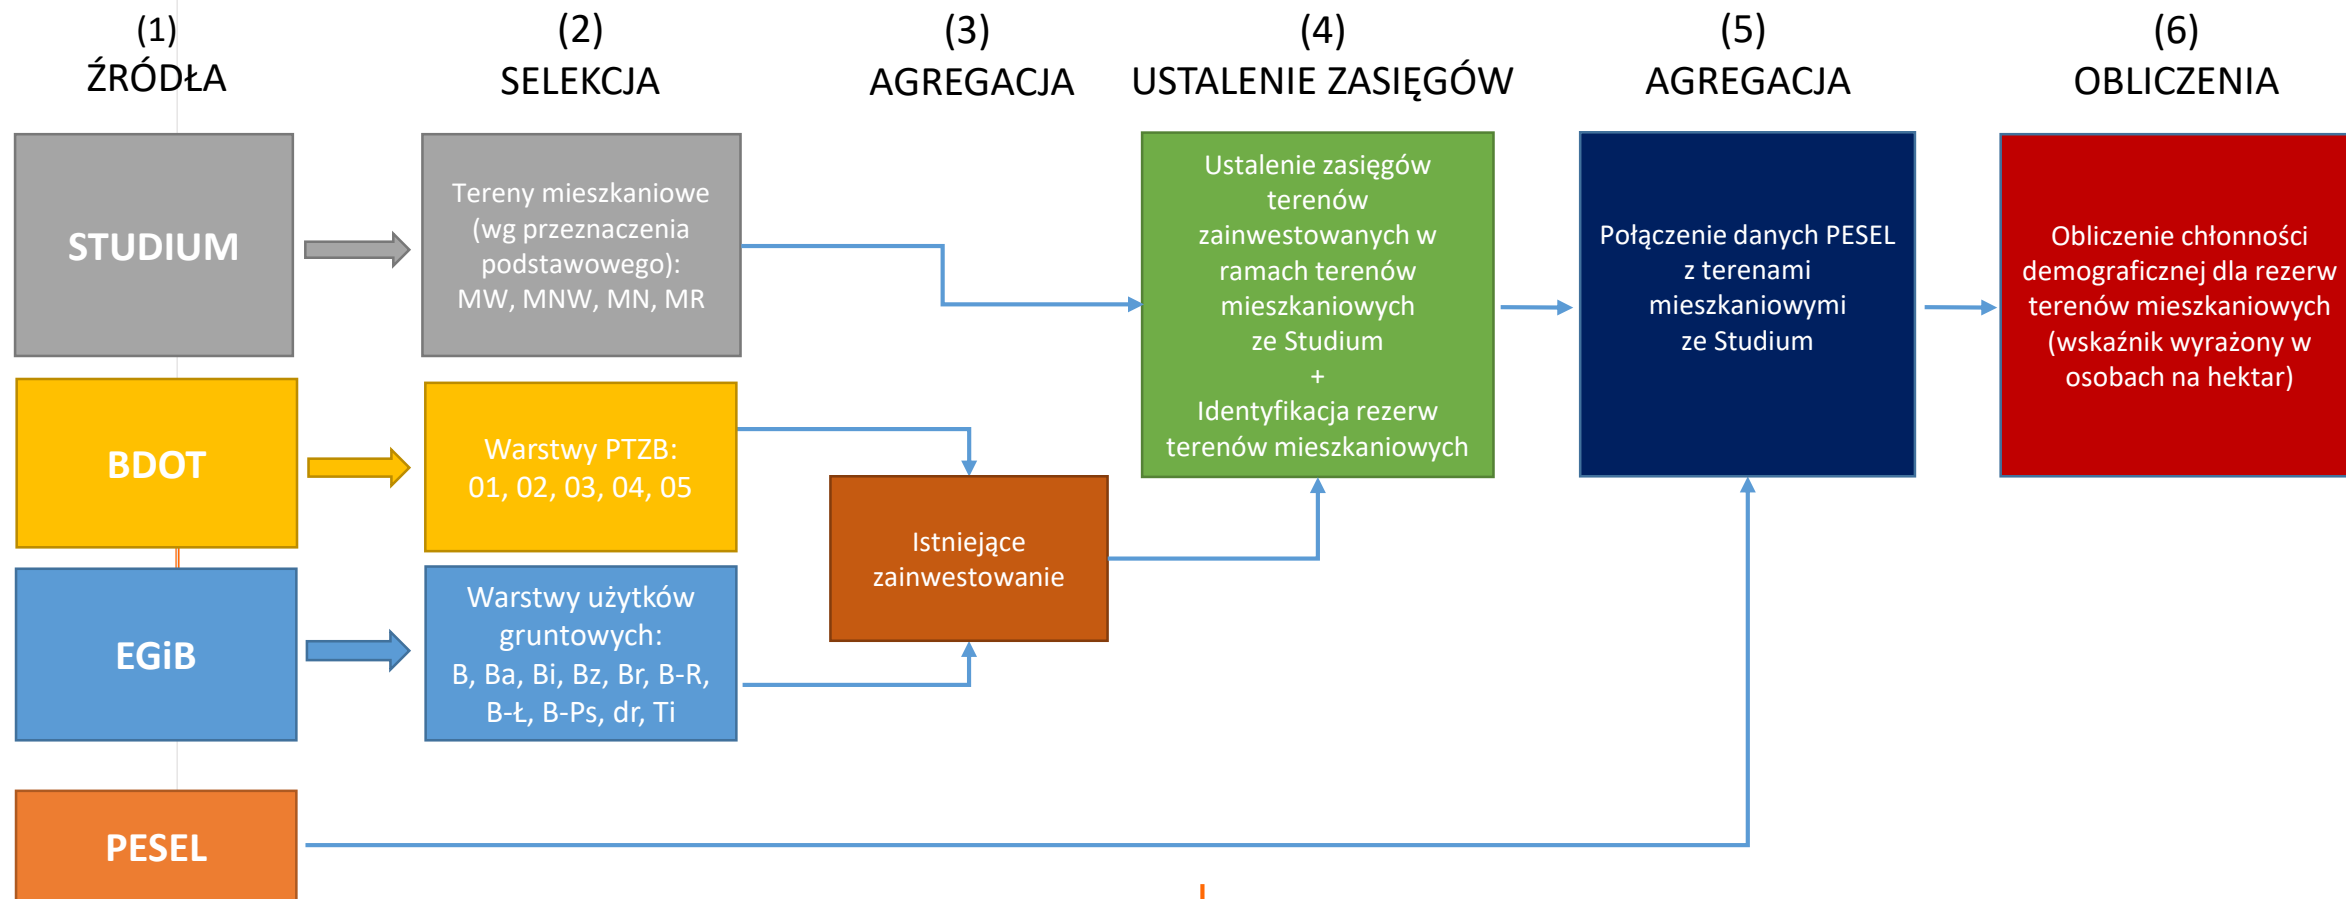 (1)
ŹRÓDŁA
(2)
SELEKCJA
(3)
AGREGACJA
(4)
USTALENIE ZASIĘGÓW
(5)
AGREGACJA
(6)
OBLICZENIA
STUDIUM
Tereny mieszkaniowe
(wg przeznaczenia
podstawowego):
MW, MNW, MN, MR
BDOT
Warstwy PTZB:
01, 02, 03, 04, 05
EGiB
Warstwy użytków
gruntowych:
B, Ba, Bi, Bz, Br, B-R,
B-Ł, B-Ps, dr, Ti
PESEL
Istniejące
zainwestowanie
Ustalenie zasięgów
terenów
zainwestowanych w
ramach terenów
mieszkaniowych
ze Studium
+
Identyfikacja rezerw
terenów mieszkaniowych
Połączenie danych PESEL
z terenami
mieszkaniowymi
ze Studium
Obliczenie chłonności
demograficznej dla rezerw
terenów mieszkaniowych
(wskaźnik wyrażony w
osobach na hektar)